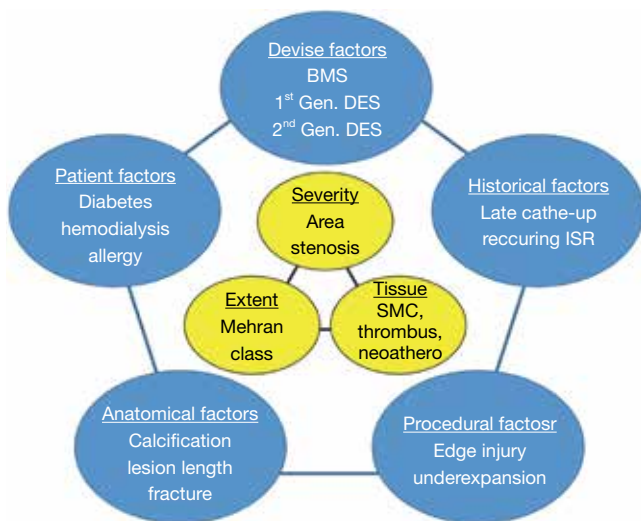 Devise factors
BMS
1st Gen. DES
2nd Gen. DES
Patient factors
Diabetes
hemodialysis
allergy
Historical factors
Late cathe-up
reccuring ISR
Severity
Area
stenosis
Extent
Mehran
class
Tissue
SMC,
thrombus,
neoathero
Anatomical factors
Calcification
lesion length
fracture
Procedural factosr
Edge injury
underexpansion